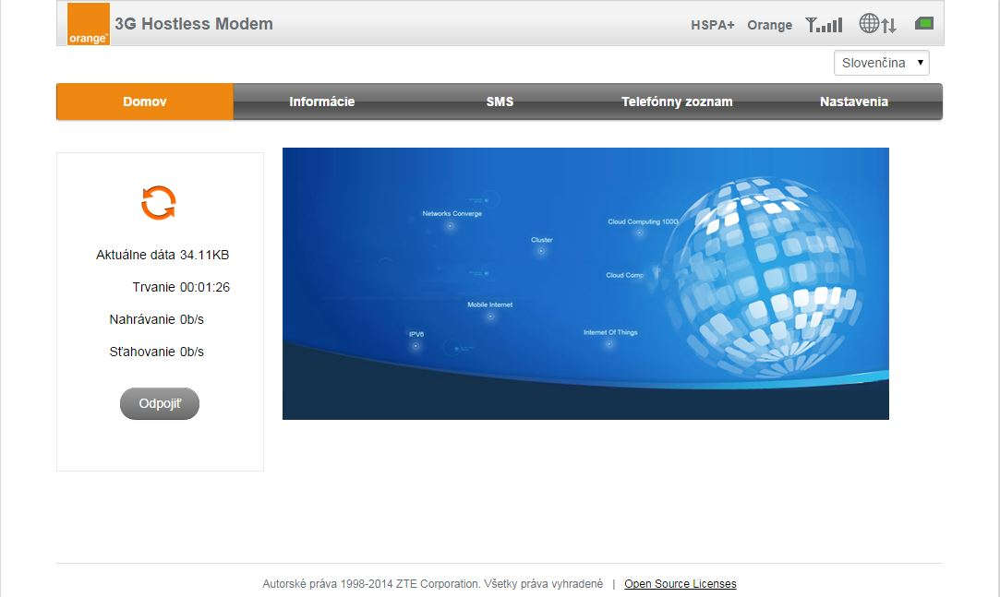 orange™ 3G Hostless Modem HSPA+ Orange
Slovenčina
Domov Informácie SMS Telefónny zoznam Nastavenia
Aktuálne dáta 34.11KB
Trvanie 00:01:26
Nahrávanie 0b/s
Sťahovanie 0b/s
Odpojiť
Networks Converge
Cloud Computing 100G
Cluster
Cloud Comp
Mobile Internet
IPV6
Internet Of Things
Autorské práva 1998-2014 ZTE Corporation. Všetky práva vyhradené | Open Source Licenses